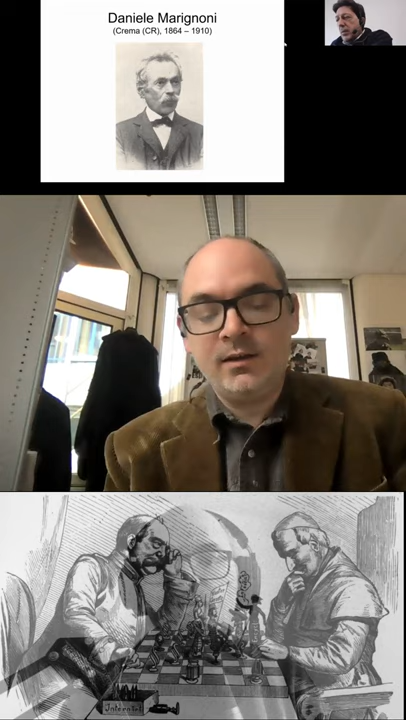 Daniele Marignoni
(Crema (CR), 1864 – 1910)